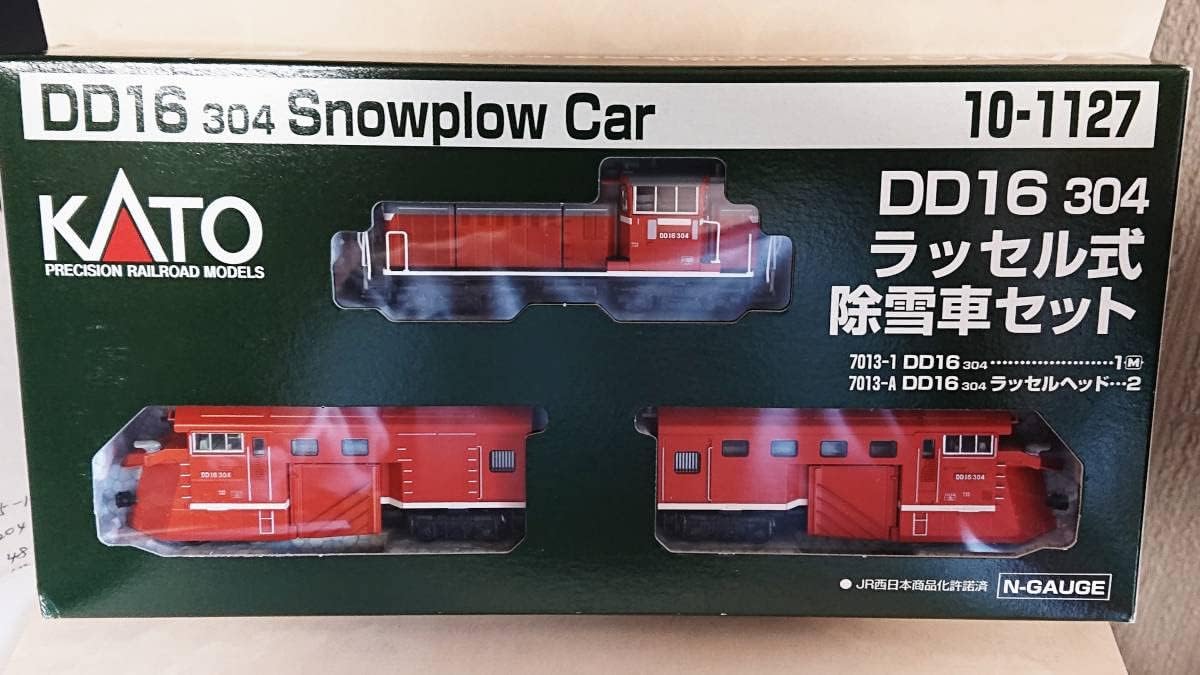 DD16 304 Snowplow Car 10-1127
KATO
PRECISION RAILROAD MODELS
DD16 304
ラッセル式
除雪車セット
7013-1 DD16 304 ……………………1 M
7013-A DD16 304 ラッセルヘッド…2
DD16 304
DD16 304
DD16 304
● JR西日本商品化許諾済 N-GAUGE
204
48